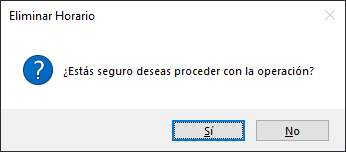 Eliminar Horario
¿Estás seguro deseas proceder con la operación?
Sí
No